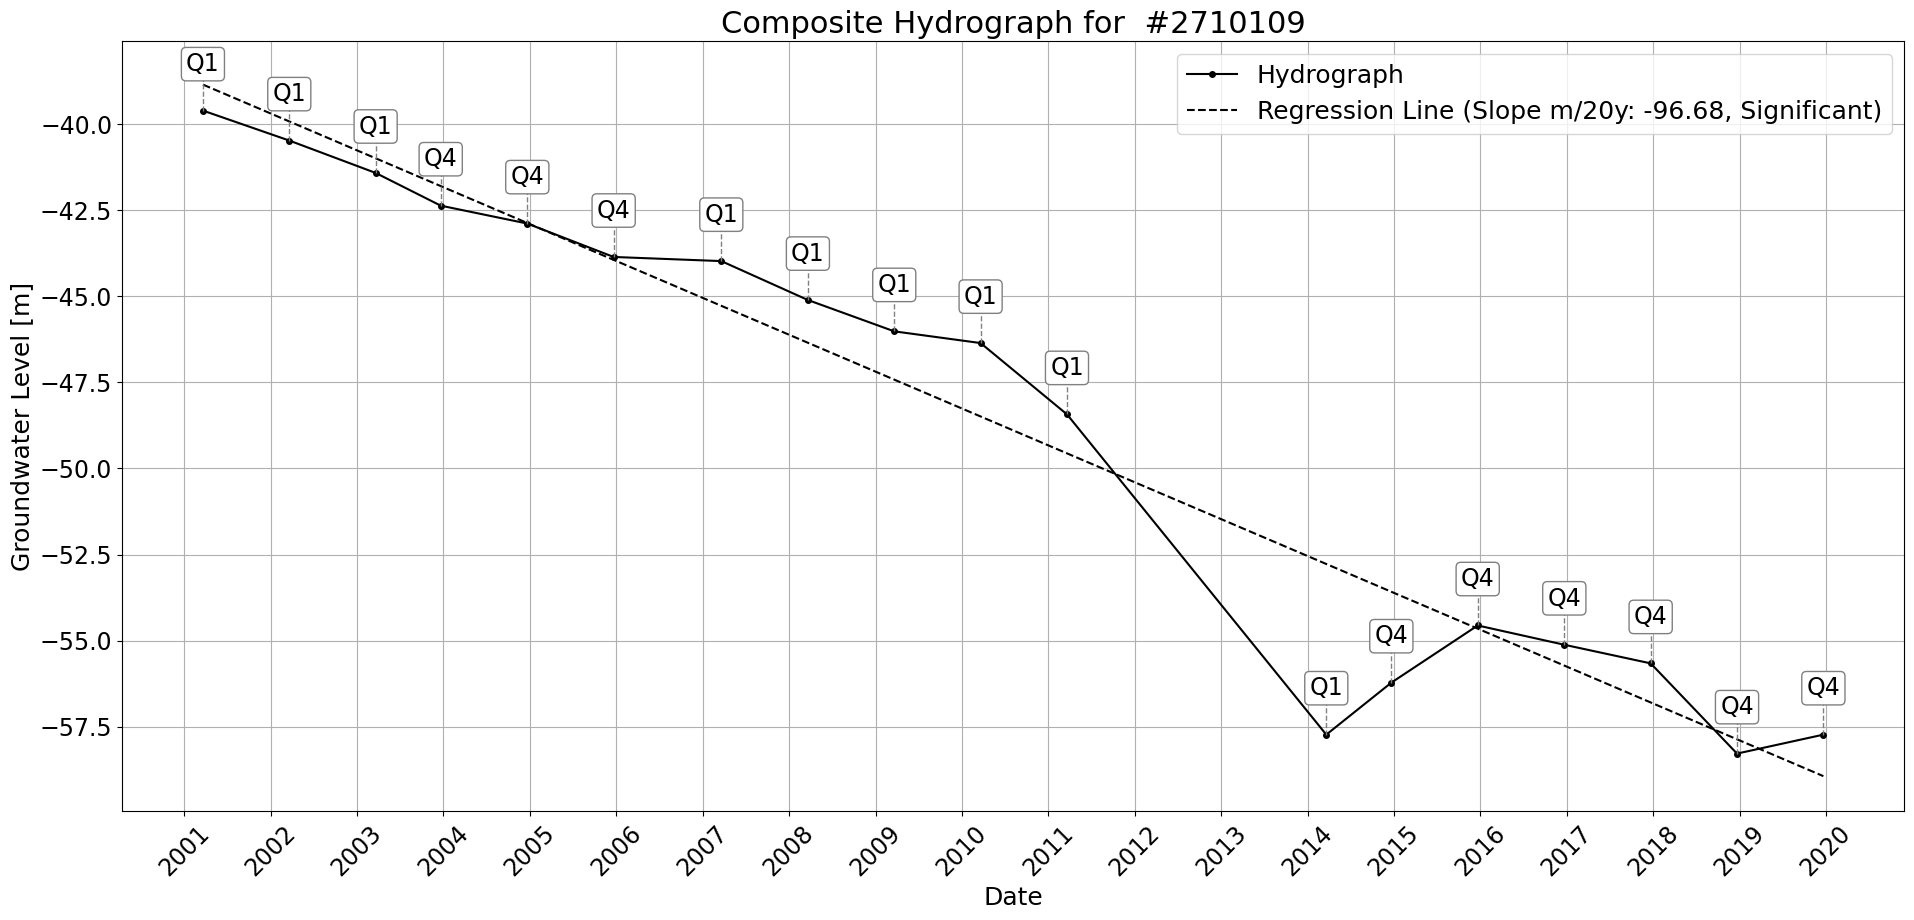 Composite Hydrograph for  #2710109
Hydrograph
Regression Line (Slope m/20y: -96.68, Significant)
Groundwater Level [m]
−40.0
−42.5
−45.0
−47.5
−50.0
−52.5
−55.0
−57.5
Q1
Q1
Q1
Q4
Q4
Q4
Q1
Q1
Q1
Q1
Q1
Q1
Q4
Q4
Q4
Q4
Q4
Q4
2001
2002
2003
2004
2005
2006
2007
2008
2009
2010
2011
2012
2013
2014
2015
2016
2017
2018
2019
2020
Date